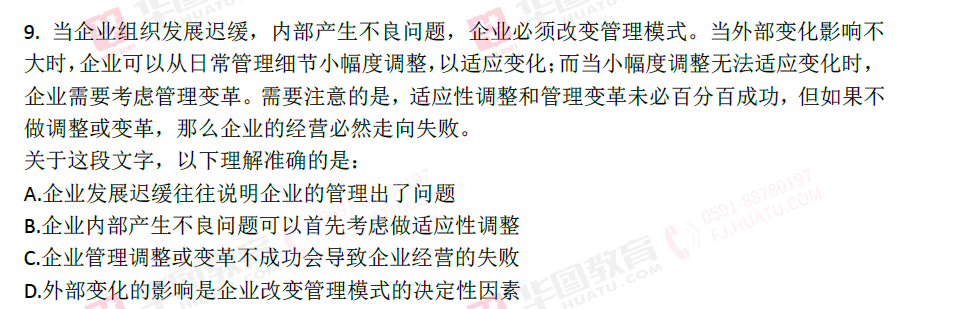 9. 当企业组织发展迟缓，内部产生不良问题，企业必须改变管理模式。当外部变化影响不
大时，企业可以从日常管理细节小幅度调整，以适应变化；而当小幅度调整无法适应变化时，
企业需要考虑管理变革。需要注意的是，适应性调整和管理变革未必百分百成功，但如果不
做调整或变革，那么企业的经营必然走向失败。
关于这段文字，以下理解准确的是：
A.企业发展迟缓往往说明企业的管理出了问题
B.企业内部产生不良问题可以首先考虑做适应性调整
C.企业管理调整或变革不成功会导致企业经营的失败
D.外部变化的影响是企业改变管理模式的决定性因素
华图教育
HUATU.COM
0591-88780197
FJ.HUATU.COM